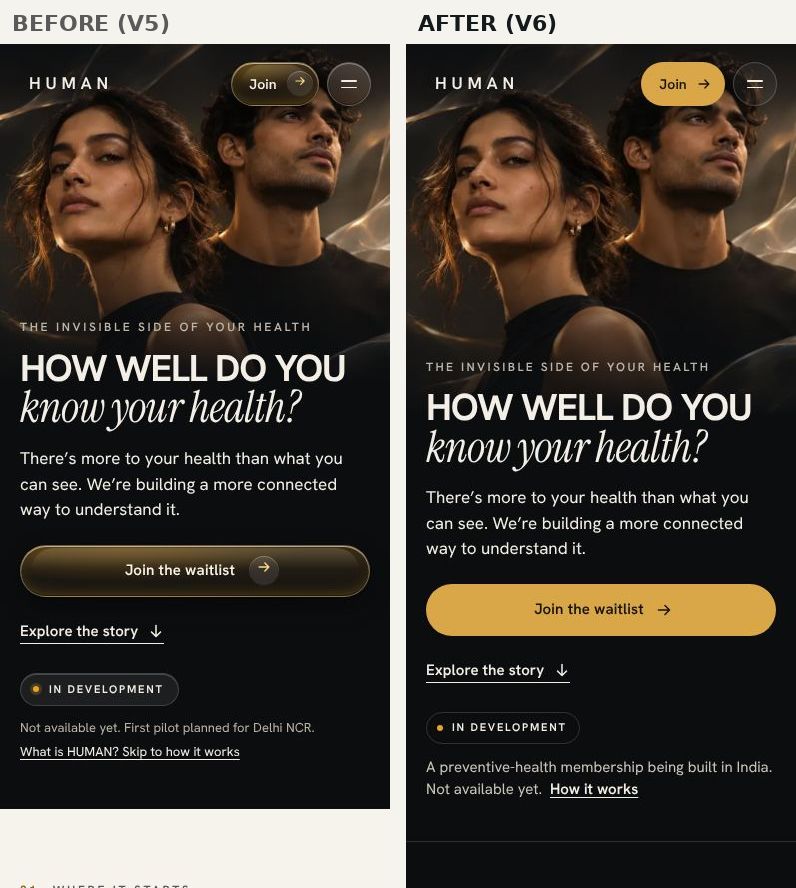 BEFORE (V5)
HUMAN
Join
THE INVISIBLE SIDE OF YOUR HEALTH
HOW WELL DO YOU
know your health?
There’s more to your health than what you
can see. We’re building a more connected
way to understand it.
Join the waitlist
Explore the story
IN DEVELOPMENT
Not available yet. First pilot planned for Delhi NCR.
What is HUMAN? Skip to how it works
AFTER (V6)
HUMAN
Join
THE INVISIBLE SIDE OF YOUR HEALTH
HOW WELL DO YOU
know your health?
There’s more to your health than what you
can see. We’re building a more connected
way to understand it.
Join the waitlist
Explore the story
IN DEVELOPMENT
A preventive-health membership being built in India.
Not available yet. How it works